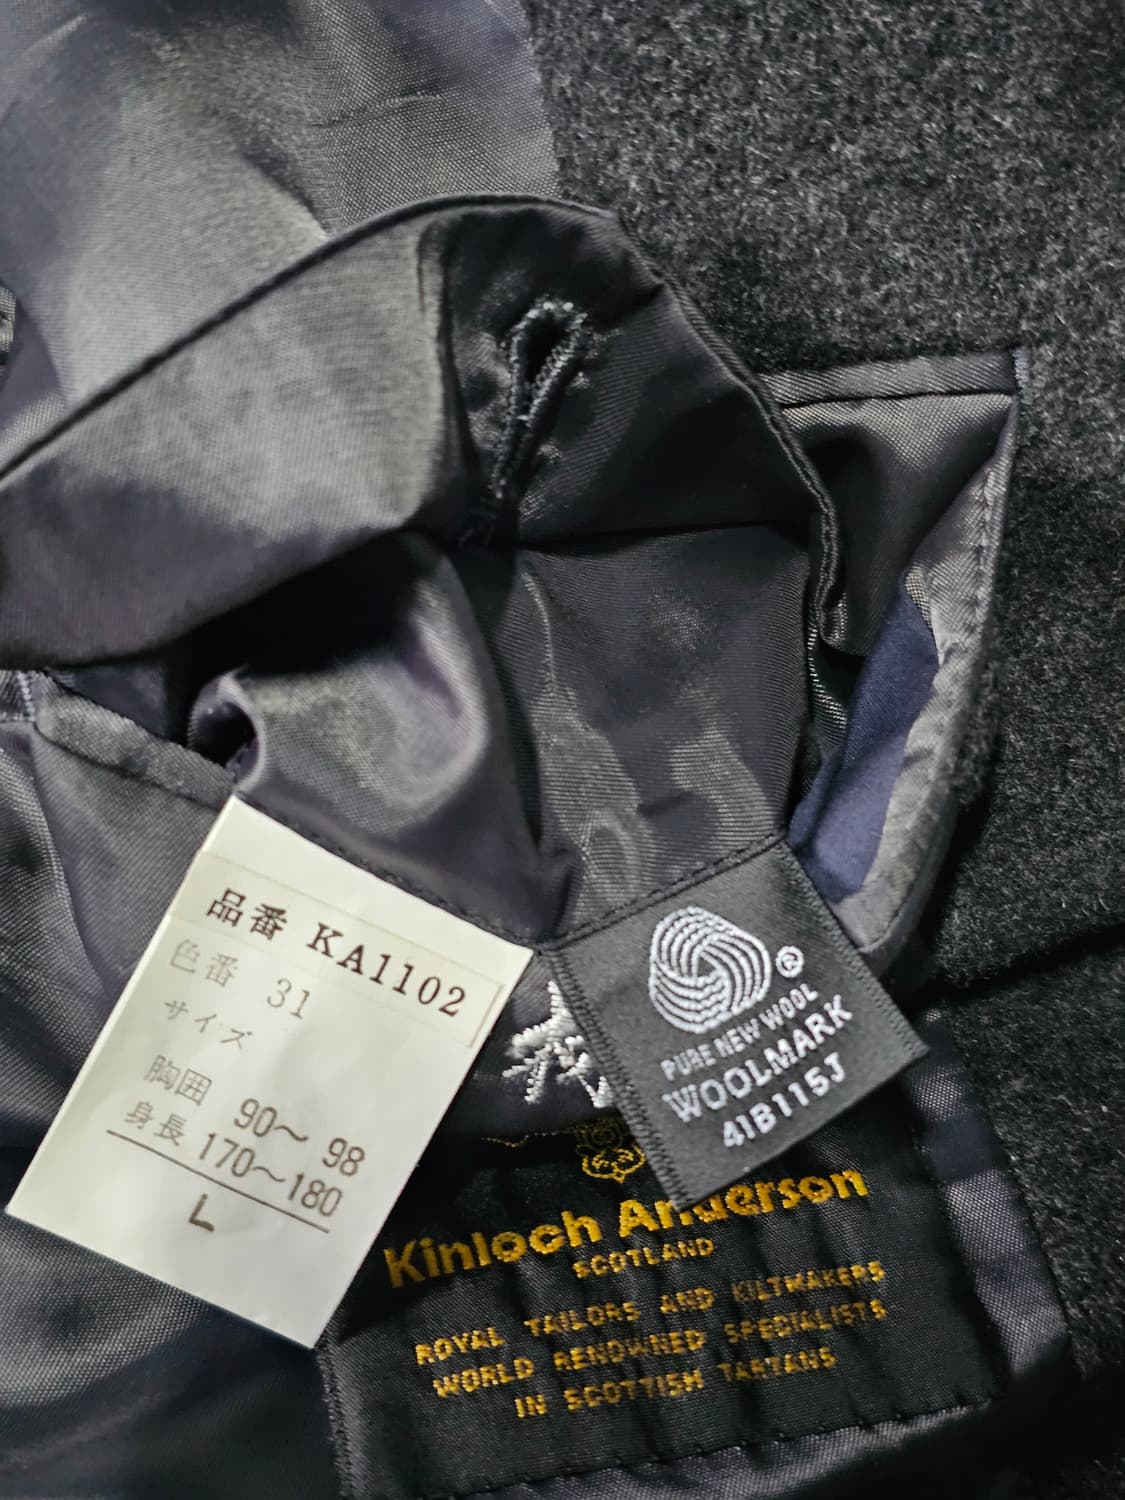 品番 KA1102
色番 31
サイズ
胸囲 90〜 98
身長 170〜180
L
®
PURE NEW WOOL
WOOLMARK
41B115J
Kinloch Anderson
SCOTLAND
ROYAL TAILORS AND KILTMAKERS
WORLD RENOWNED SPECIALISTS
IN SCOTTISH TARTANS